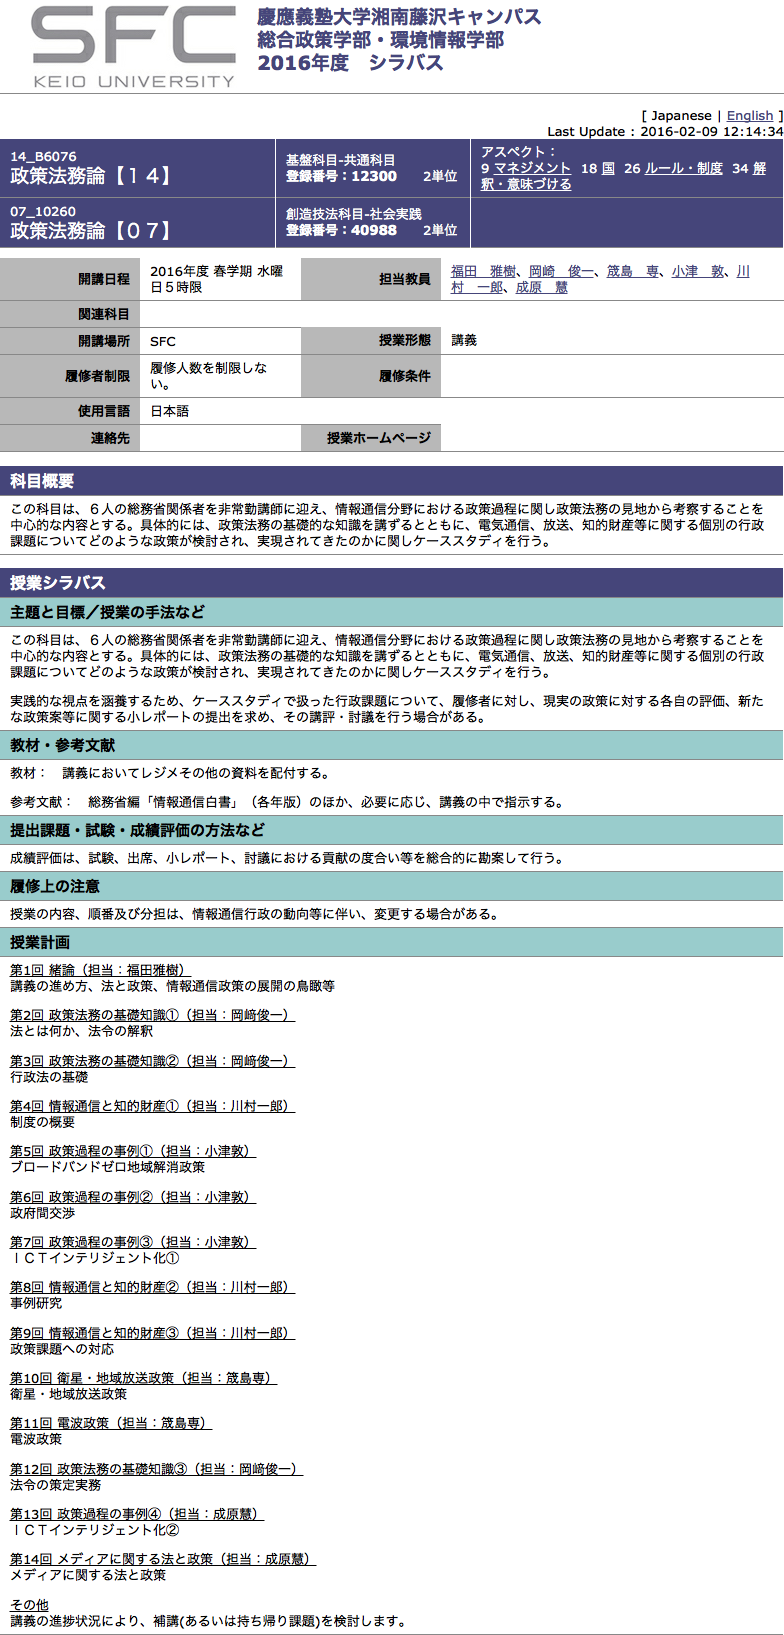 SFC
KEIO UNIVERSITY
慶應義塾大学湘南藤沢キャンパス
総合政策学部・環境情報学部
2016年度　シラバス
[ Japanese | English ]
Last Update : 2016-02-09 12:14:34
14_B6076
政策法務論【１４】
基盤科目-共通科目
登録番号：12300　　2単位
アスペクト：
9 マネジメント　18 国　26 ルール・制度　34 解
釈・意味づける
07_10260
政策法務論【０７】
創造技法科目-社会実践
登録番号：40988　　2単位
開講日程
2016年度 春学期 水曜
日５時限
担当教員
福田　雅樹、岡崎　俊一、筬島　専、小津　敦、川
村　一郎、成原　慧
関連科目
開講場所
SFC
授業形態
講義
履修者制限
履修人数を制限しな
い。
履修条件
使用言語
日本語
連絡先
授業ホームページ
科目概要
この科目は、６人の総務省関係者を非常勤講師に迎え、情報通信分野における政策過程に関し政策法務の見地から考察することを
中心的な内容とする。具体的には、政策法務の基礎的な知識を講ずるとともに、電気通信、放送、知的財産等に関する個別の行政
課題についてどのような政策が検討され、実現されてきたのかに関しケーススタディを行う。
授業シラバス
主題と目標／授業の手法など
この科目は、６人の総務省関係者を非常勤講師に迎え、情報通信分野における政策過程に関し政策法務の見地から考察することを
中心的な内容とする。具体的には、政策法務の基礎的な知識を講ずるとともに、電気通信、放送、知的財産等に関する個別の行政
課題についてどのような政策が検討され、実現されてきたのかに関しケーススタディを行う。
実践的な視点を涵養するため、ケーススタディで扱った行政課題について、履修者に対し、現実の政策に対する各自の評価、新た
な政策案等に関する小レポートの提出を求め、その講評・討議を行う場合がある。
教材・参考文献
教材：　講義においてレジメその他の資料を配付する。
参考文献：　総務省編「情報通信白書」（各年版）のほか、必要に応じ、講義の中で指示する。
提出課題・試験・成績評価の方法など
成績評価は、試験、出席、小レポート、討議における貢献の度合い等を総合的に勘案して行う。
履修上の注意
授業の内容、順番及び分担は、情報通信行政の動向等に伴い、変更する場合がある。
授業計画
第1回 緒論（担当：福田雅樹）
講義の進め方、法と政策、情報通信政策の展開の鳥瞰等
第2回 政策法務の基礎知識①（担当：岡﨑俊一）
法とは何か、法令の解釈
第3回 政策法務の基礎知識②（担当：岡﨑俊一）
行政法の基礎
第4回 情報通信と知的財産①（担当：川村一郎）
制度の概要
第5回 政策過程の事例①（担当：小津敦）
ブロードバンドゼロ地域解消政策
第6回 政策過程の事例②（担当：小津敦）
政府間交渉
第7回 政策過程の事例③（担当：小津敦）
ＩＣＴインテリジェント化①
第8回 情報通信と知的財産②（担当：川村一郎）
事例研究
第9回 情報通信と知的財産③（担当：川村一郎）
政策課題への対応
第10回 衛星・地域放送政策（担当：筬島専）
衛星・地域放送政策
第11回 電波政策（担当：筬島専）
電波政策
第12回 政策法務の基礎知識③（担当：岡﨑俊一）
法令の策定実務
第13回 政策過程の事例④（担当：成原慧）
ＩＣＴインテリジェント化②
第14回 メディアに関する法と政策（担当：成原慧）
メディアに関する法と政策
その他
講義の進捗状況により、補講(あるいは持ち帰り課題)を検討します。